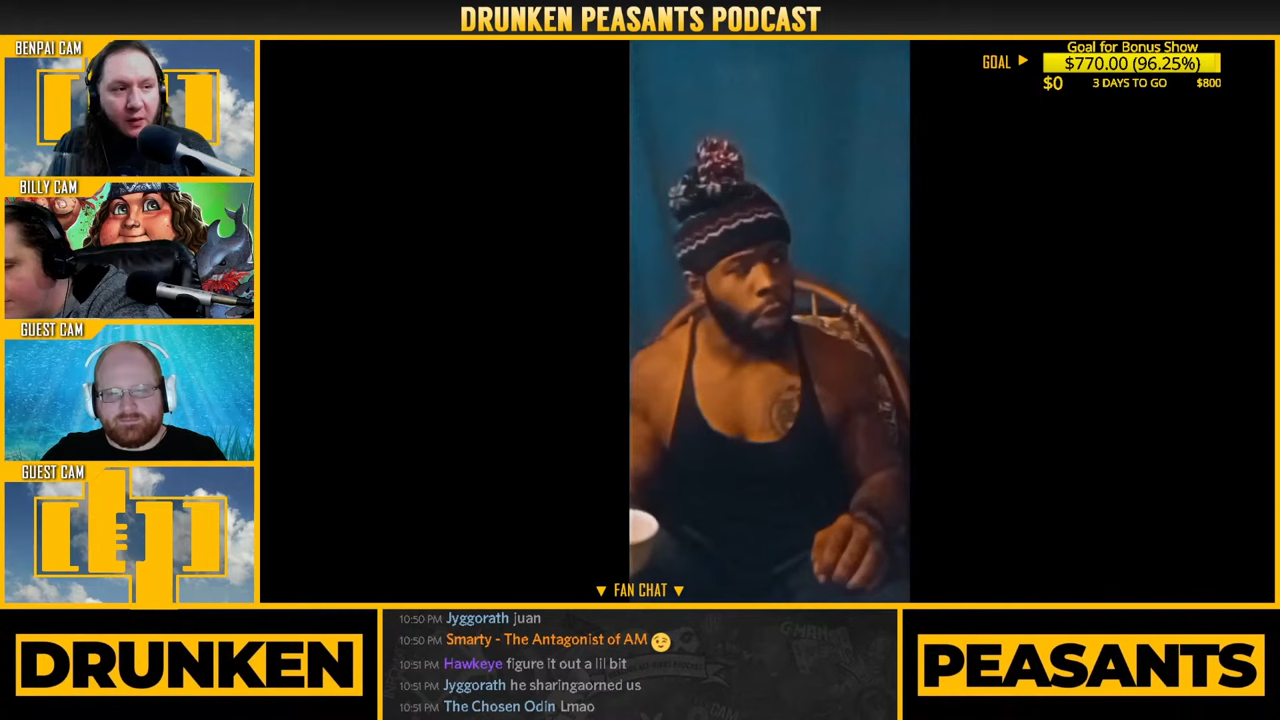 DRUNKEN PEASANTS PODCAST
BENPAI CAM
BILLY CAM
GUEST CAM
GUEST CAM
GOAL ▶
Goal for Bonus Show
$770.00 (96.25%)
$0 3 DAYS TO GO $800
▼ FAN CHAT ▼
10:50 PM Jyggorath juan
10:50 PM Smarty - The Antagonist of AM 😉
10:51 PM Hawkeye figure it out a lil bit
10:51 PM Jyggorath he sharingaorned us
10:51 PM The Chosen Odin Lmao
DRUNKEN
PEASANTS